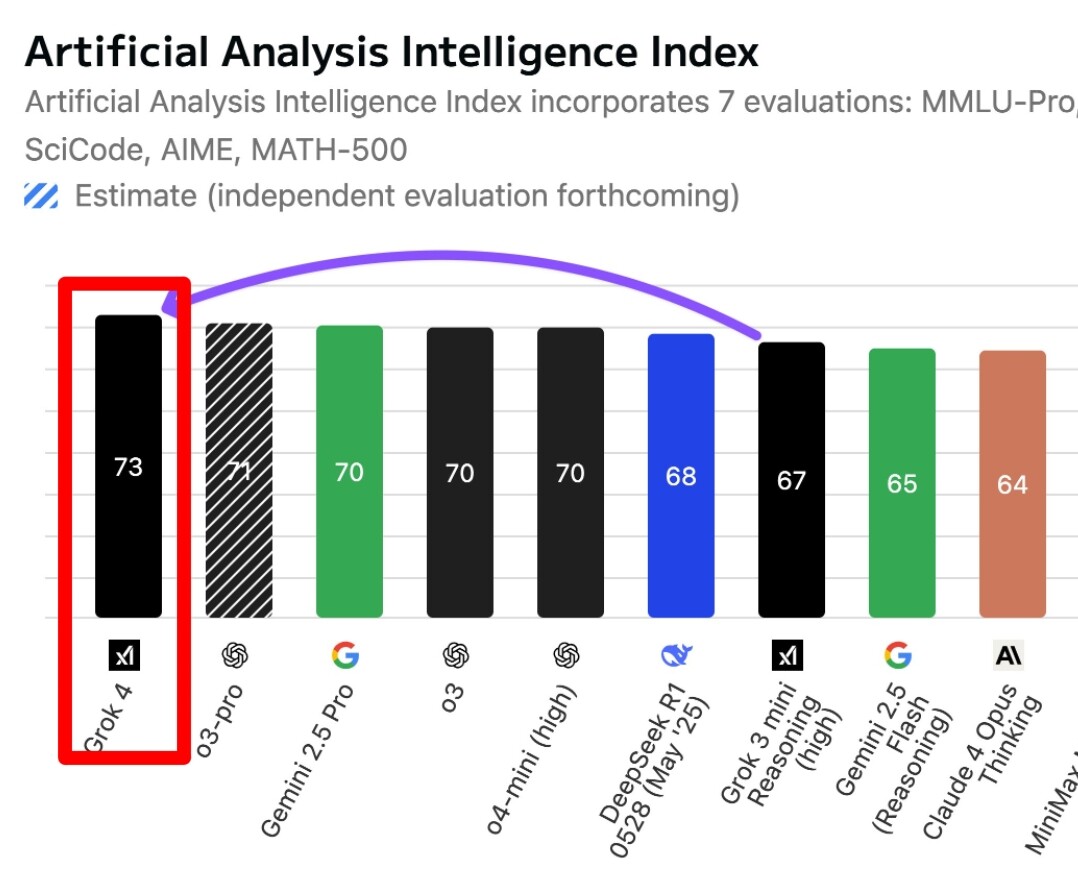 Artificial Analysis Intelligence Index
Artificial Analysis Intelligence Index incorporates 7 evaluations: MMLU-Pro,
SciCode, AIME, MATH-500
Estimate (independent evaluation forthcoming)
73
71
70
70
70
68
67
65
64
Grok 4
o3-pro
Gemini 2.5 Pro
o3
o4-mini (high)
DeepSeek R1
0528 (May '25)
Grok 3 mini
Reasoning
(high)
Gemini 2.5
Flash
(Reasoning)
Claude 4 Opus
Thinking
MiniMax